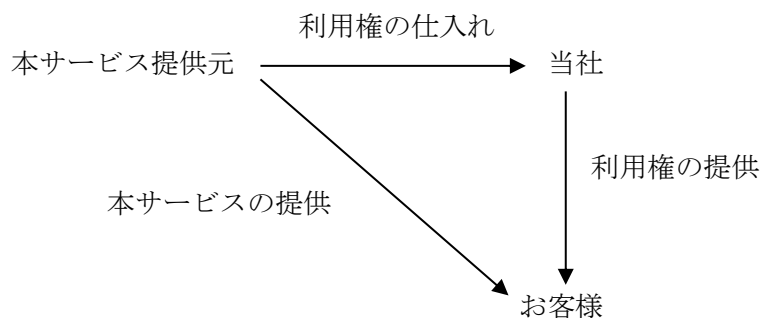 利用権の仕入れ
本サービス提供元
当社
利用権の提供
本サービスの提供
お客様